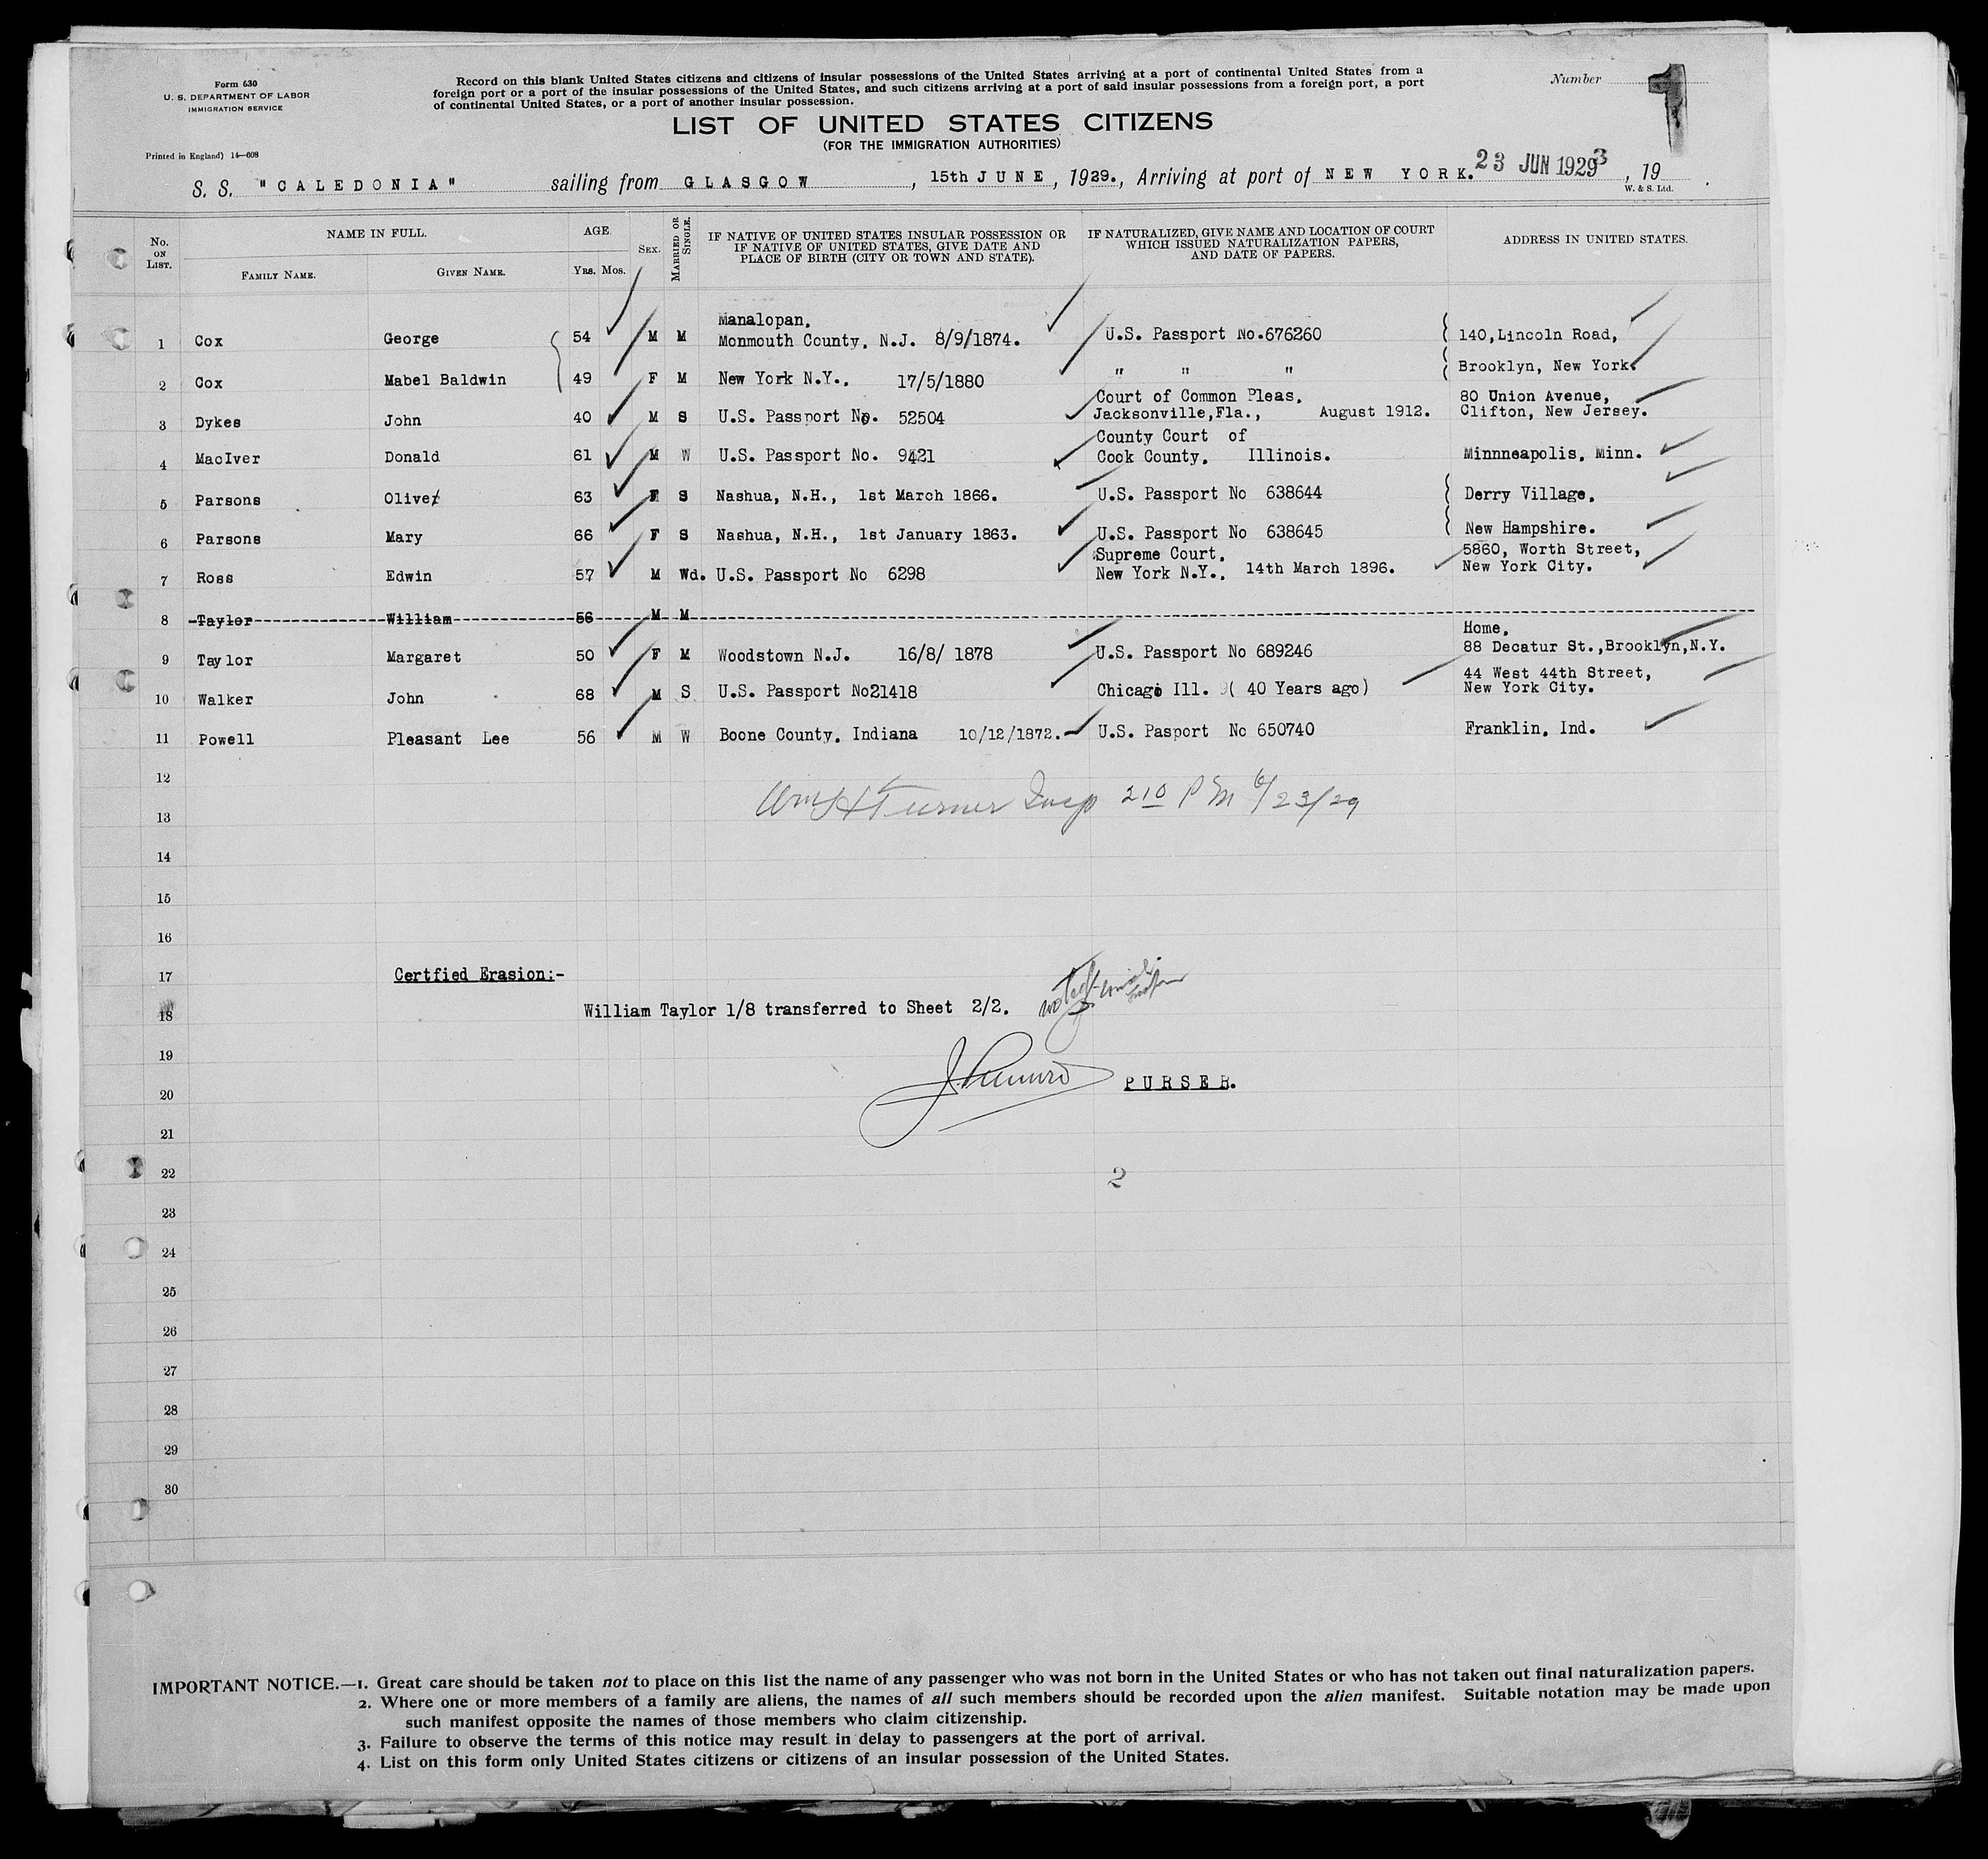 Form 630
U. S. DEPARTMENT OF LABOR
IMMIGRATION SERVICE
Printed in England) 14—608
Record on this blank United States citizens and citizens of insular possessions of the United States arriving at a port of continental United States from a
foreign port or a port of the insular possessions of the United States, and such citizens arriving at a port of said insular possessions from a foreign port, a port
of continental United States, or a port of another insular possession.
Number 1
LIST OF UNITED STATES CITIZENS
(FOR THE IMMIGRATION AUTHORITIES)
S. S. "CALEDONIA" sailing from GLASGOW, 15th JUNE, 1929., Arriving at port of NEW YORK. 23 JUN 1929 3, 19
W. & S. Ltd.
No. ON LIST. NAME IN FULL. FAMILY NAME. GIVEN NAME. AGE. YRS. MOS. SEX. MARRIED OR SINGLE. IF NATIVE OF UNITED STATES INSULAR POSSESSION OR IF NATIVE OF UNITED STATES, GIVE DATE AND PLACE OF BIRTH (CITY OR TOWN AND STATE). IF NATURALIZED, GIVE NAME AND LOCATION OF COURT WHICH ISSUED NATURALIZATION PAPERS, AND DATE OF PAPERS. ADDRESS IN UNITED STATES.
1 Cox George 54 M M Manalopan, Monmouth County, N.J. 8/9/1874. U.S. Passport No.676260 140,Lincoln Road,
2 Cox Mabel Baldwin 49 F M New York N.Y., 17/5/1880 " " " Brooklyn, New York.
3 Dykes John 40 M S U.S. Passport No. 52504 Court of Common Pleas, Jacksonville,Fla., August 1912. 80 Union Avenue, Clifton, New Jersey.
4 MacIver Donald 61 M W U.S. Passport No. 9421 County Court of Cook County, Illinois. Minnneapolis, Minn.
5 Parsons Oliver 63 F S Nashua, N.H., 1st March 1866. U.S. Passport No 638644 Derry Village,
6 Parsons Mary 66 F S Nashua, N.H., 1st January 1863. U.S. Passport No 638645 New Hampshire.
7 Ross Edwin 57 M Wd. U.S. Passport No 6298 Supreme Court, New York N.Y., 14th March 1896. 5860, Worth Street, New York City.
8 Taylor William 56 M M
9 Taylor Margaret 50 F M Woodstown N.J. 16/8/ 1878 U.S. Passport No 689246 Home, 88 Decatur St.,Brooklyn,N.Y.
10 Walker John 68 M S U.S. Passport No21418 Chicago Ill. ( 40 Years ago) 44 West 44th Street, New York City.
11 Powell Pleasant Lee 56 M W Boone County, Indiana 10/12/1872. U.S. Pasport No 650740 Franklin, Ind.
12
Wm H Turner Insp 2 10 P M 6/23/29
13
14
15
16
17 Certfied Erasion:-
18 William Taylor 1/8 transferred to Sheet 2/2. noted
19
20 PURSER.
21
22 2
23
24
25
26
27
28
29
30
IMPORTANT NOTICE.—1. Great care should be taken not to place on this list the name of any passenger who was not born in the United States or who has not taken out final naturalization papers.
2. Where one or more members of a family are aliens, the names of all such members should be recorded upon the alien manifest. Suitable notation may be made upon
such manifest opposite the names of those members who claim citizenship.
3. Failure to observe the terms of this notice may result in delay to passengers at the port of arrival.
4. List on this form only United States citizens or citizens of an insular possession of the United States.